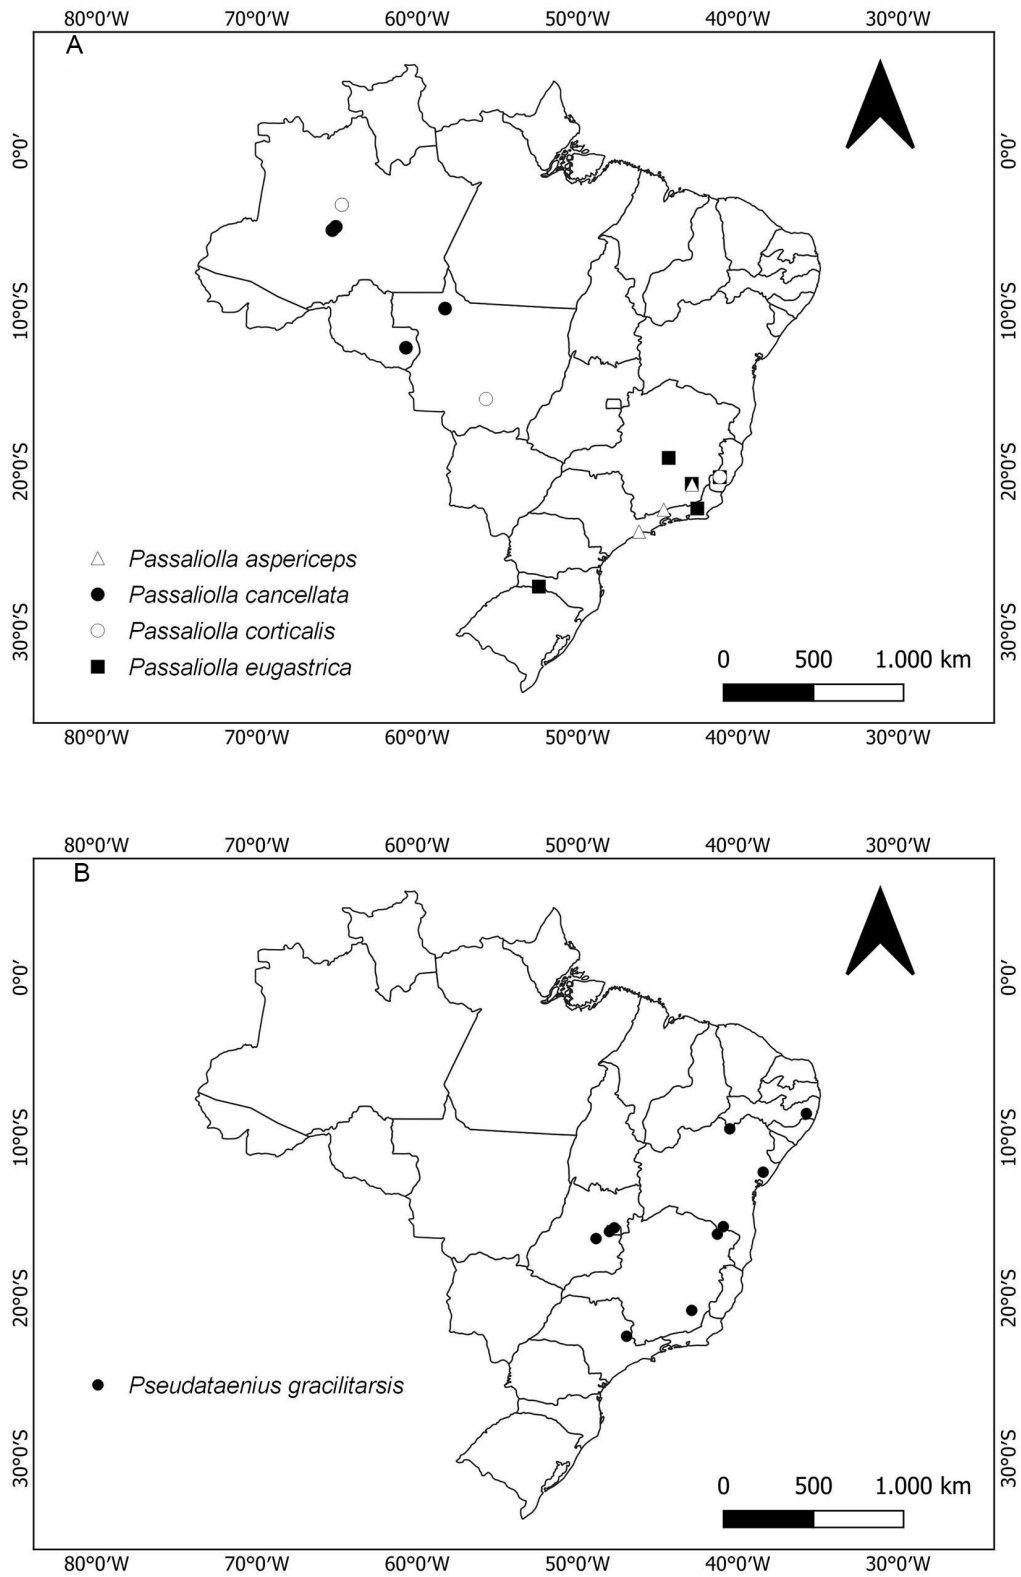 80°0′W 70°0′W 60°0′W 50°0′W 40°0′W 30°0′W
A
0°0′ 0°0′
10°0′S 10°0′S
20°0′S 20°0′S
Passaliolla aspericeps
Passaliolla cancellata
Passaliolla corticalis
30°0′S 30°0′S
Passaliolla eugastrica
0 500 1.000 km
80°0′W 70°0′W 60°0′W 50°0′W 40°0′W 30°0′W
80°0′W 70°0′W 60°0′W 50°0′W 40°0′W 30°0′W
B
0°0′ 0°0′
10°0′S 10°0′S
20°0′S 20°0′S
Pseudataenius gracilitarsis
30°0′S 30°0′S
0 500 1.000 km
80°0′W 70°0′W 60°0′W 50°0′W 40°0′W 30°0′W